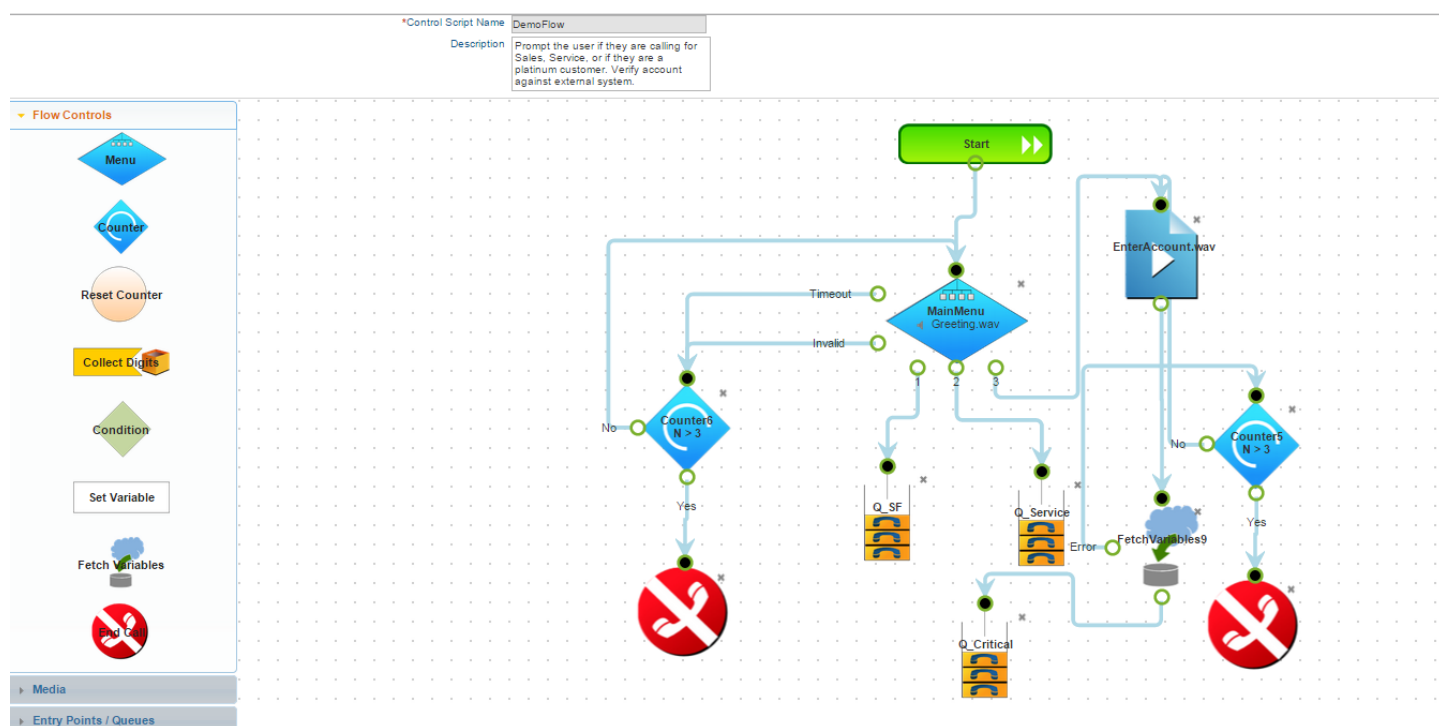 *Control Script Name
DemoFlow
Description
Prompt the user if they are calling for
Sales, Service, or if they are a
platinum customer. Verify account
against external system.
Flow Controls
Menu
Counter
Reset Counter
Collect Digits
Condition
Set Variable
Fetch Variables
End Call
Media
Entry Points / Queues
Start
EnterAccount.wav
Timeout
MainMenu
Greeting.wav
Invalid
1
2
3
No
Counter6
N > 3
Yes
No
Counter5
N > 3
Yes
Q_SF
Q_Service
Error
FetchVariables9
Q_Critical